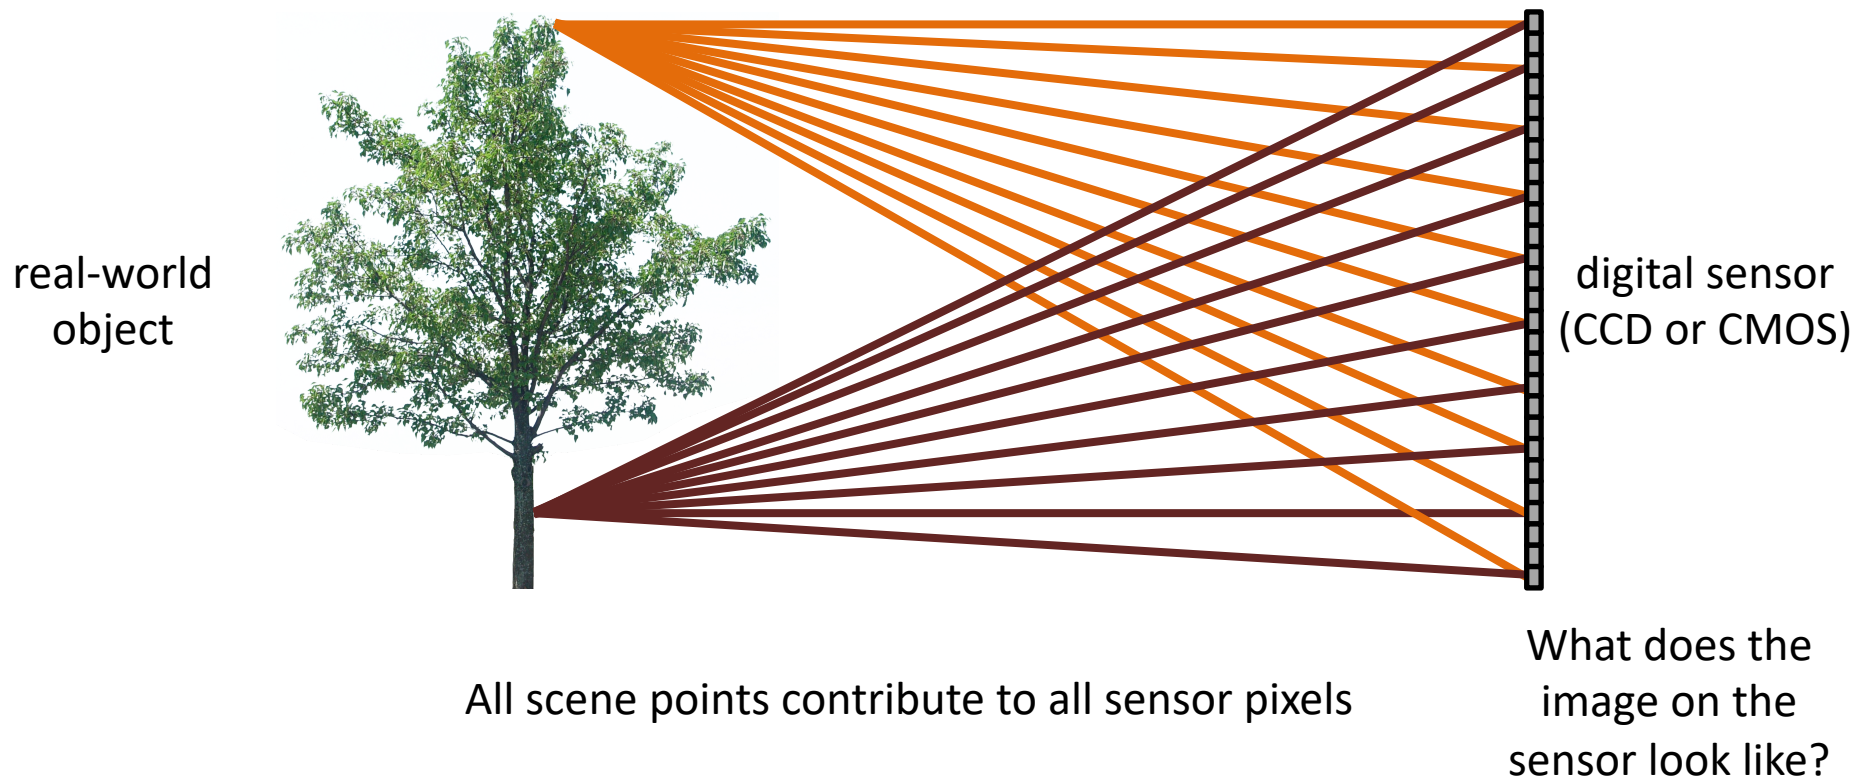 real-world
object
digital sensor
(CCD or CMOS)
All scene points contribute to all sensor pixels
What does the
image on the
sensor look like?